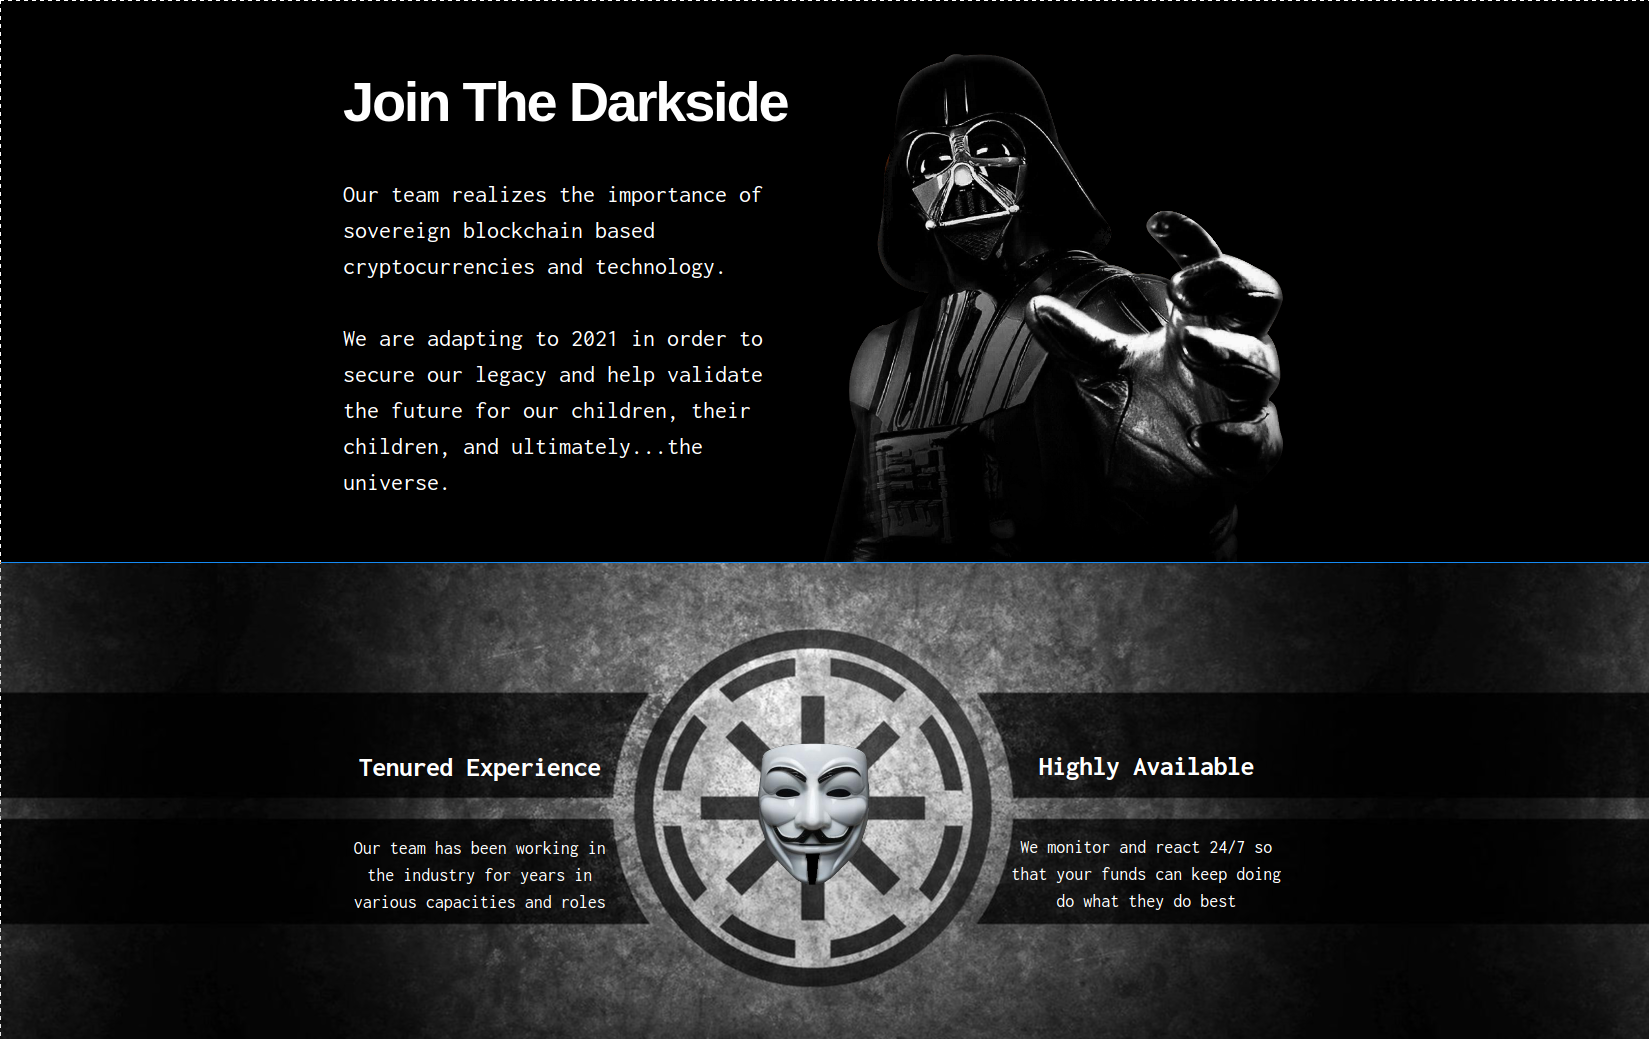 Join The Darkside
Our team realizes the importance of
sovereign blockchain based
cryptocurrencies and technology.
We are adapting to 2021 in order to
secure our legacy and help validate
the future for our children, their
children, and ultimately...the
universe.
Tenured Experience
Our team has been working in
the industry for years in
various capacities and roles
Highly Available
We monitor and react 24/7 so
that your funds can keep doing
do what they do best